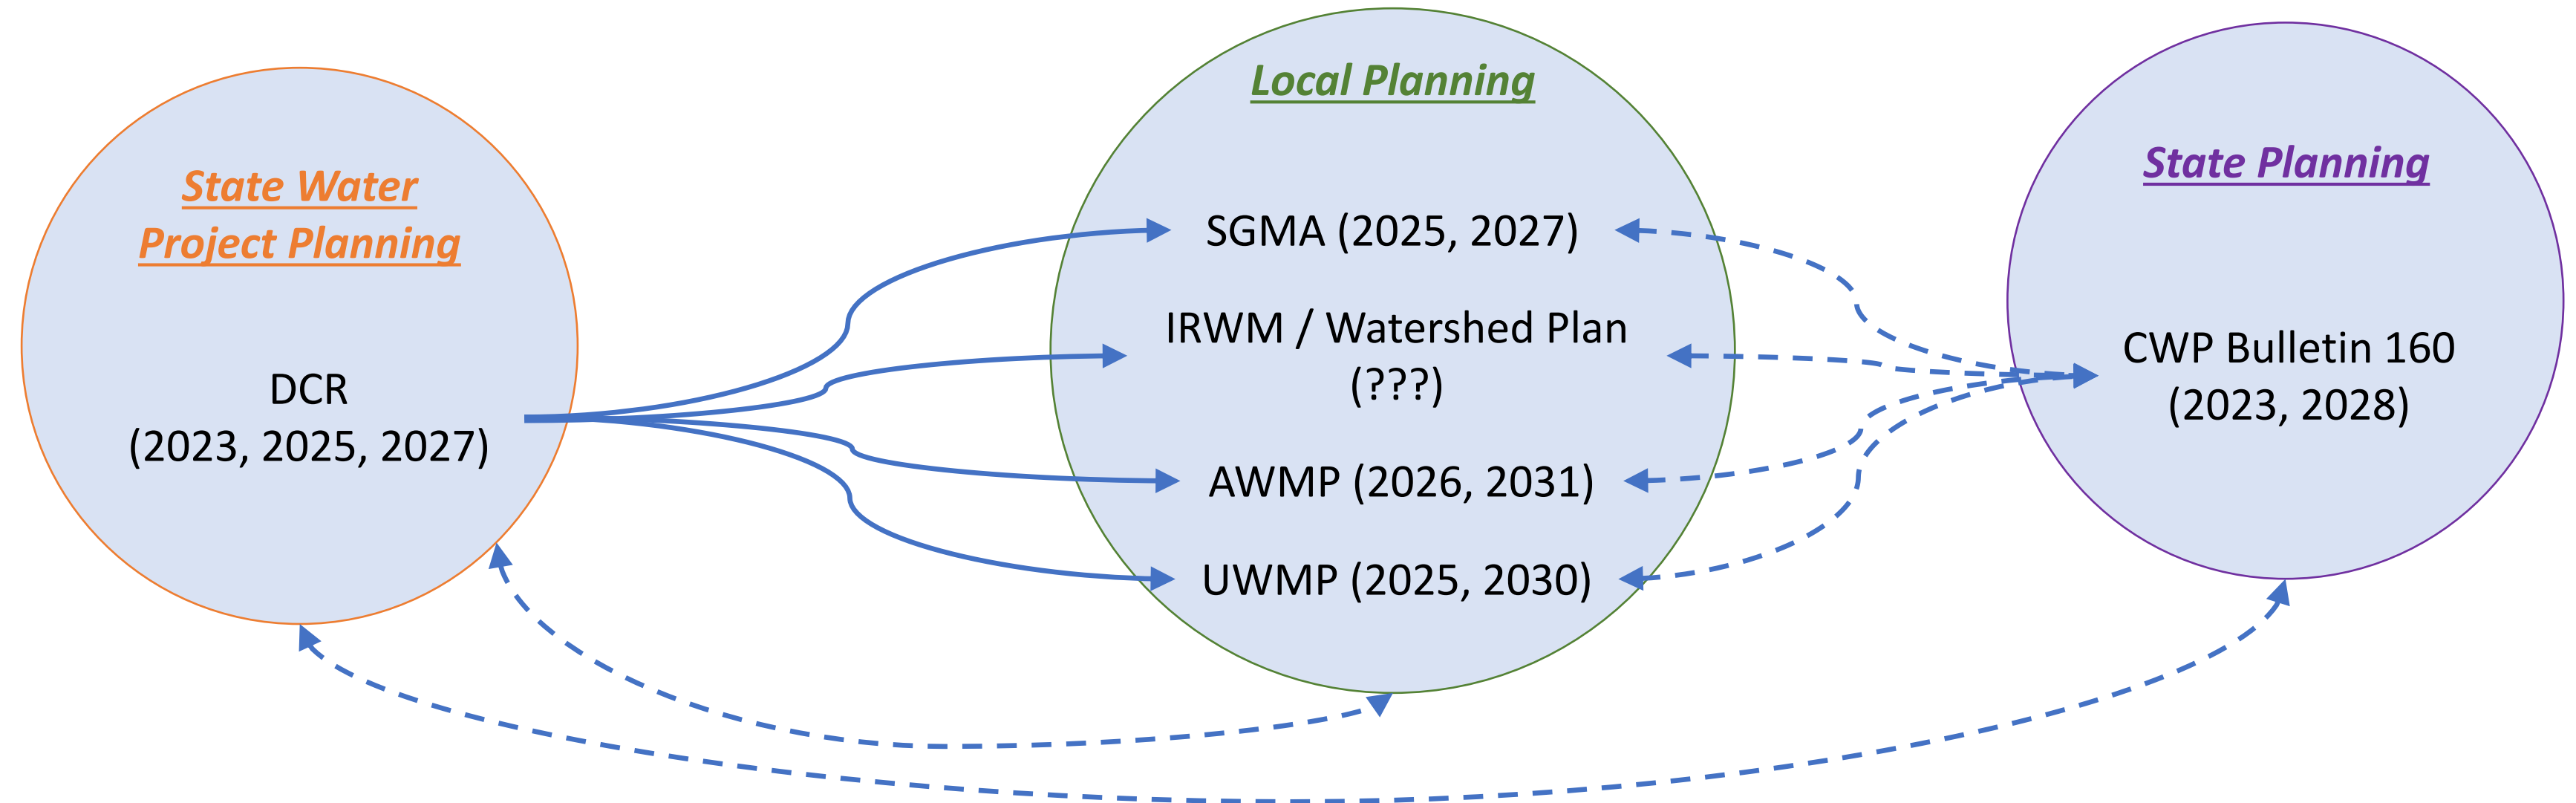 State Water
Project Planning
DCR
(2023, 2025, 2027)
Local Planning
SGMA (2025, 2027)
IRWM / Watershed Plan
(???)
AWMP (2026, 2031)
UWMP (2025, 2030)
State Planning
CWP Bulletin 160
(2023, 2028)